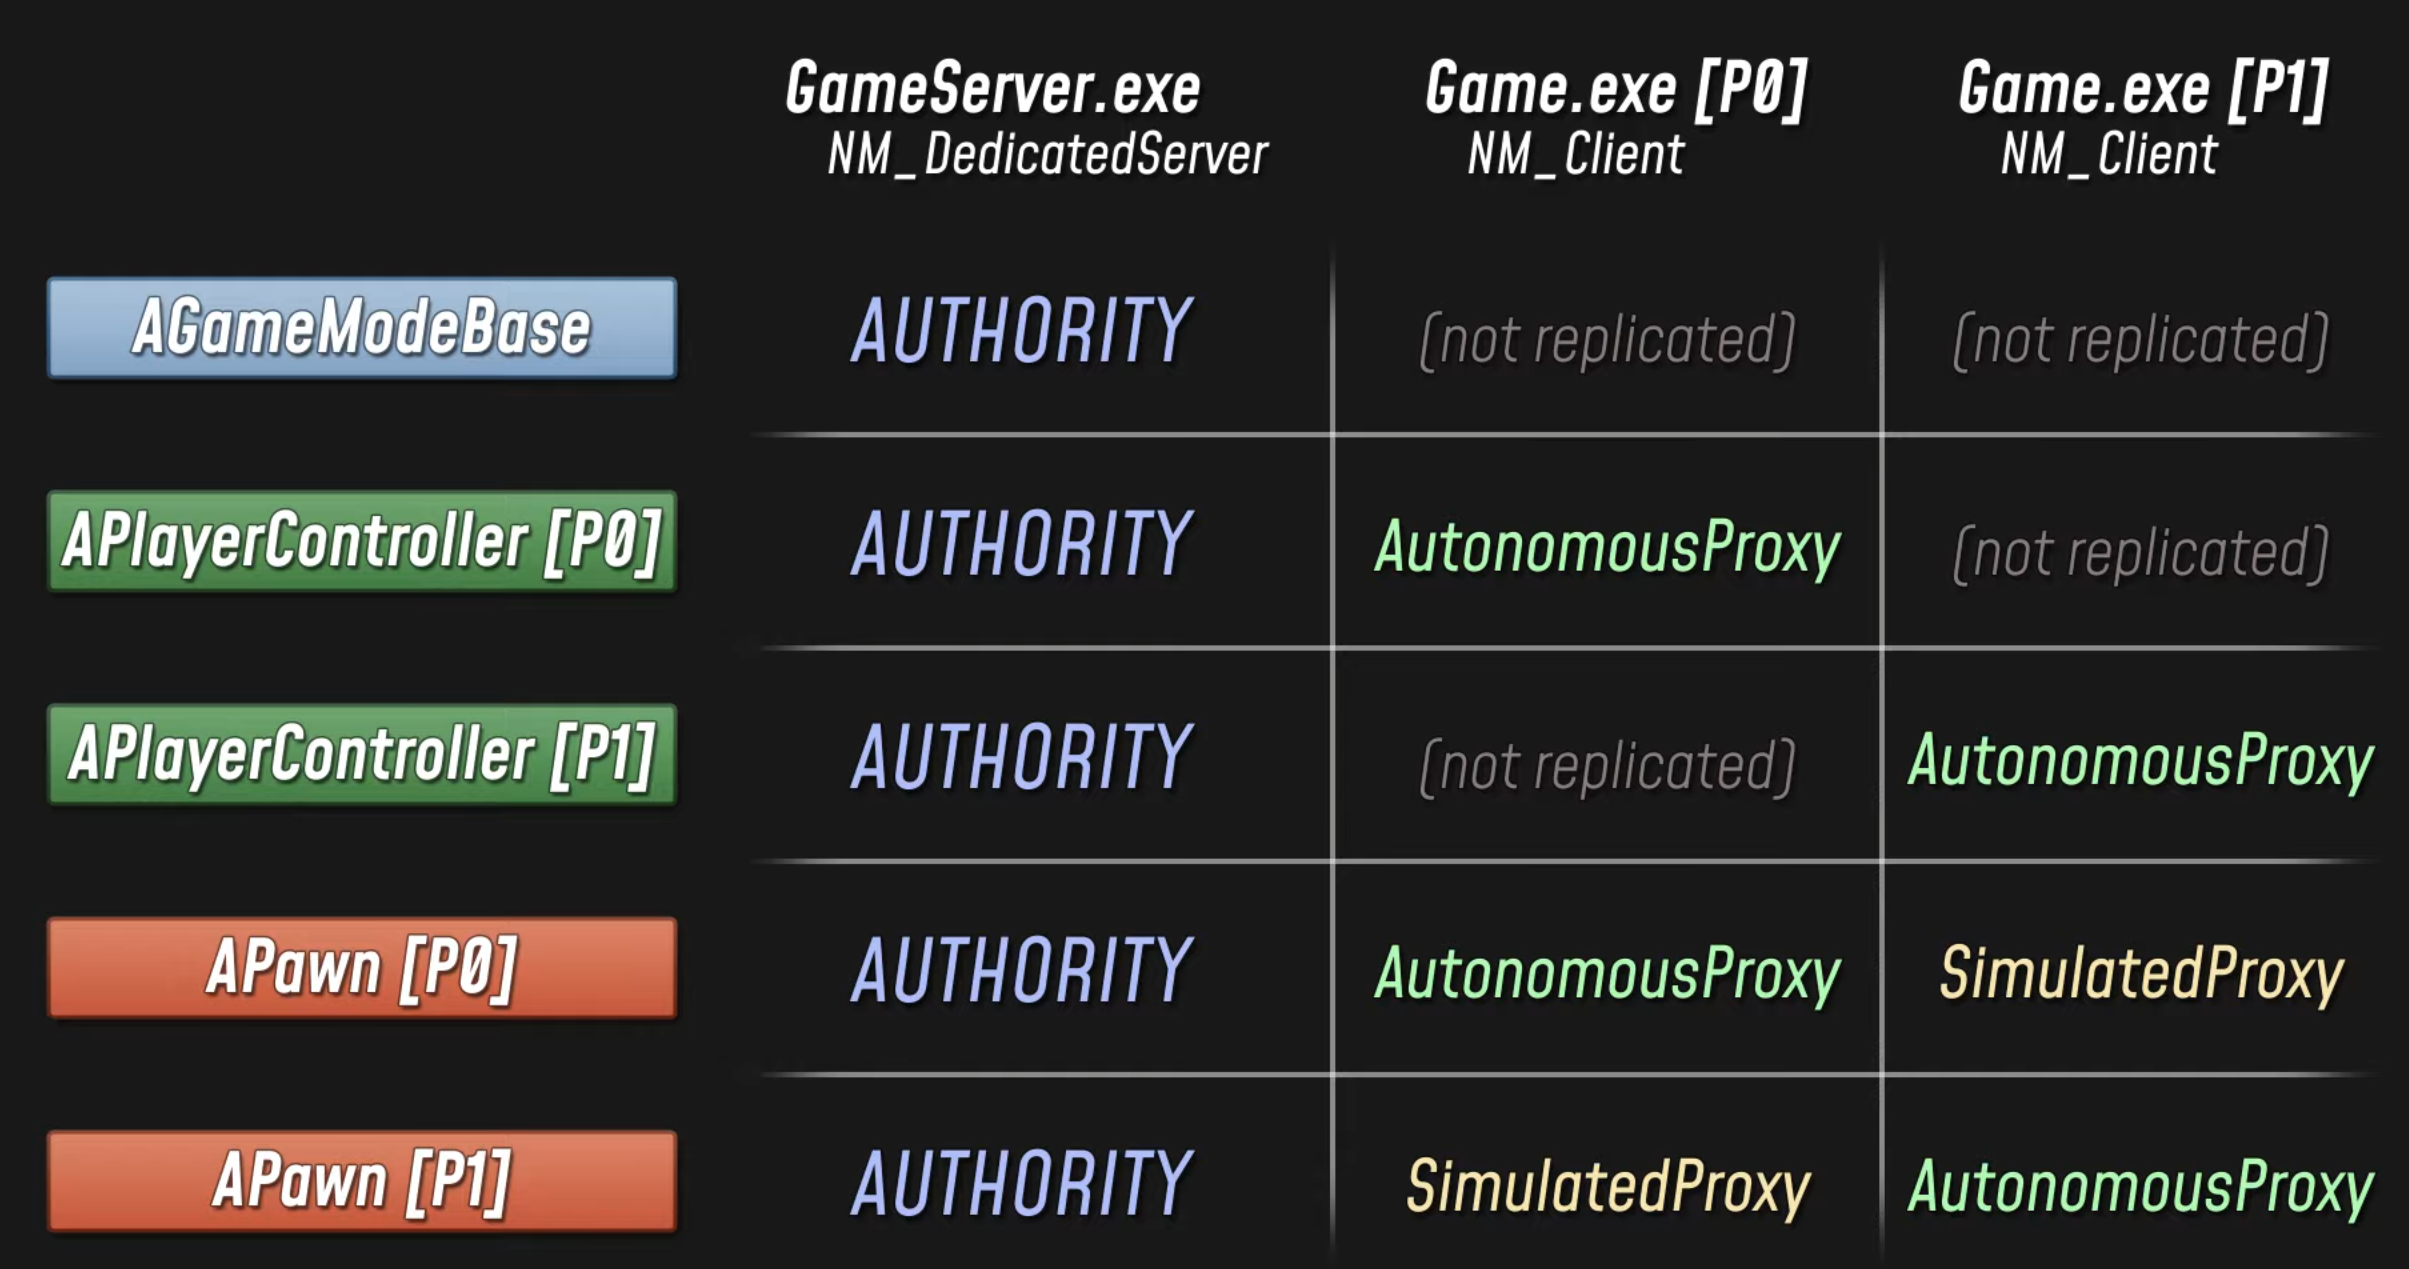 GameServer.exe Game.exe [P0] Game.exe [P1]
NM_DedicatedServer NM_Client NM_Client
AGameModeBase AUTHORITY (not replicated) (not replicated)
APlayerController [P0] AUTHORITY AutonomousProxy (not replicated)
APlayerController [P1] AUTHORITY (not replicated) AutonomousProxy
APawn [P0] AUTHORITY AutonomousProxy SimulatedProxy
APawn [P1] AUTHORITY SimulatedProxy AutonomousProxy